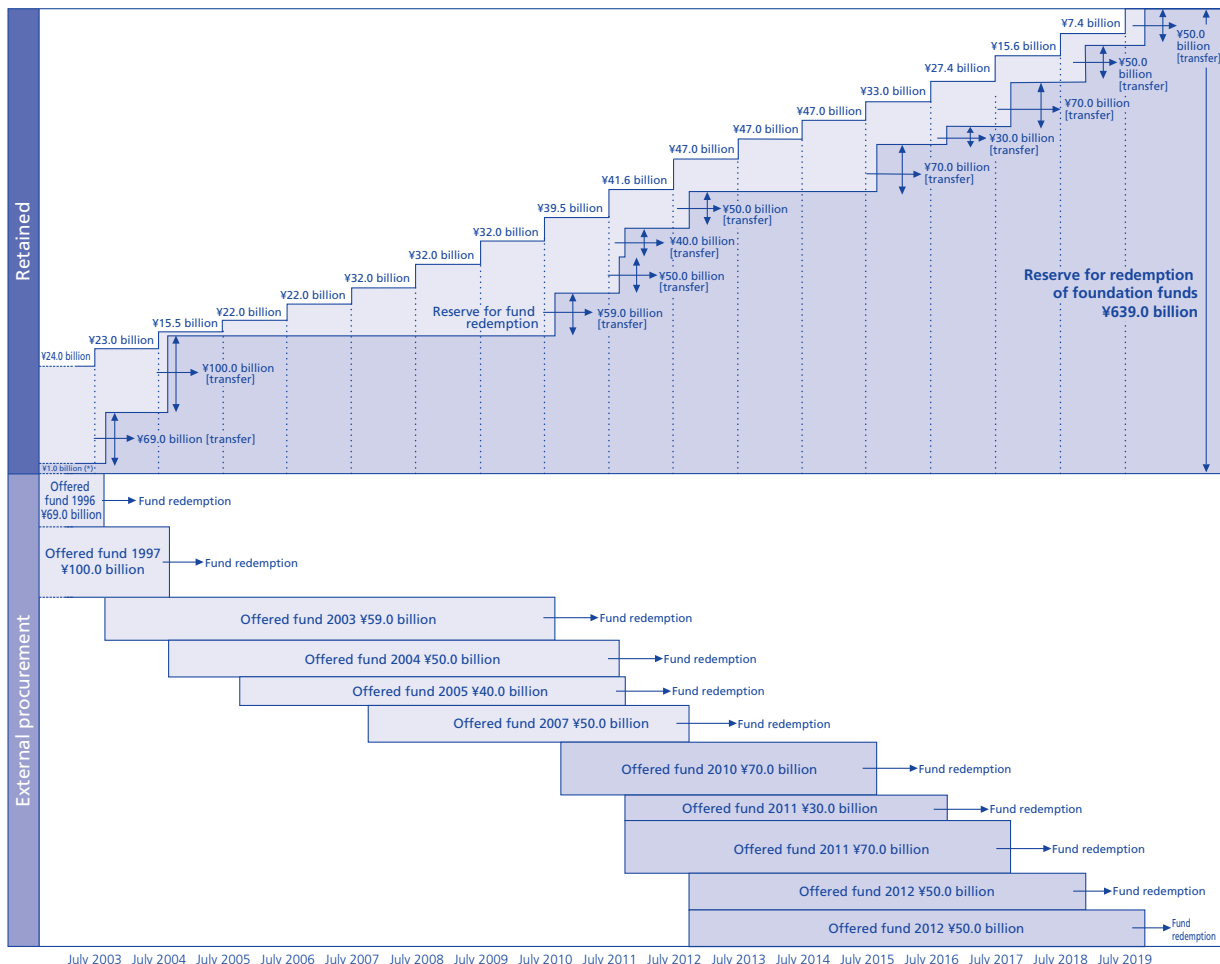 Retained
¥24.0 billion
¥23.0 billion
¥15.5 billion
¥22.0 billion
¥22.0 billion
¥32.0 billion
¥32.0 billion
¥32.0 billion
¥39.5 billion
¥41.6 billion
¥47.0 billion
¥47.0 billion
¥47.0 billion
¥33.0 billion
¥27.4 billion
¥15.6 billion
¥7.4 billion
¥1.0 billion (*)
¥69.0 billion [transfer]
¥100.0 billion
[transfer]
Reserve for fund
redemption
¥59.0 billion
[transfer]
¥50.0 billion
[transfer]
¥40.0 billion
[transfer]
¥50.0 billion
[transfer]
¥70.0 billion
[transfer]
¥30.0 billion
[transfer]
¥70.0 billion
[transfer]
¥50.0
billion
[transfer]
¥50.0
billion
[transfer]
Reserve for redemption
of foundation funds
¥639.0 billion
External procurement
Offered
fund 1996
¥69.0 billion
Fund redemption
Offered fund 1997
¥100.0 billion
Fund redemption
Offered fund 2003 ¥59.0 billion
Fund redemption
Offered fund 2004 ¥50.0 billion
Fund redemption
Offered fund 2005 ¥40.0 billion
Fund redemption
Offered fund 2007 ¥50.0 billion
Fund redemption
Offered fund 2010 ¥70.0 billion
Fund redemption
Offered fund 2011 ¥30.0 billion
Fund redemption
Offered fund 2011 ¥70.0 billion
Fund redemption
Offered fund 2012 ¥50.0 billion
Fund redemption
Offered fund 2012 ¥50.0 billion
Fund
redemption
July 2003 July 2004 July 2005 July 2006 July 2007 July 2008 July 2009 July 2010 July 2011 July 2012 July 2013 July 2014 July 2015 July 2016 July 2017 July 2018 July 2019